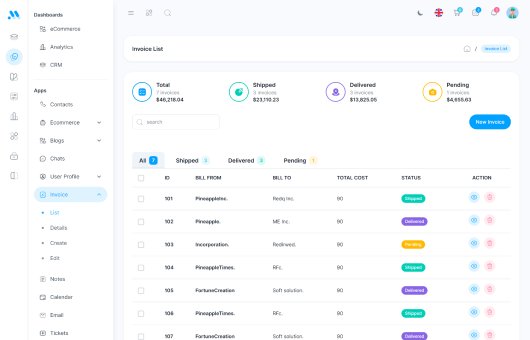 Dashboards
eCommerce
Analytics
CRM
Apps
Contacts
Ecommerce
Blogs
Chats
User Profile
Invoice
List
Details
Create
Edit
Notes
Calendar
Email
Tickets
Invoice List
/ Invoice List
Total
7 Invoices
$46,218.04
Shipped
3 Invoices
$23,110.23
Delivered
3 Invoices
$13,825.05
Pending
1 Invoices
$4,655.63
search
New Invoice
All 7
Shipped 3
Delivered 3
Pending 1
ID BILL FROM BILL TO TOTAL COST STATUS ACTION
101 PineappleInc. Redq Inc. 90 Shipped
102 Pineapple. ME Inc. 90 Delivered
103 Incorporation. Redirwed. 90 Pending
104 PineappleTimes. RFc. 90 Shipped
105 FortuneCreation Soft solution. 90 Delivered
106 PineappleTimes. RFc. 90 Shipped
107 FortuneCreation Soft solution. 90 Delivered